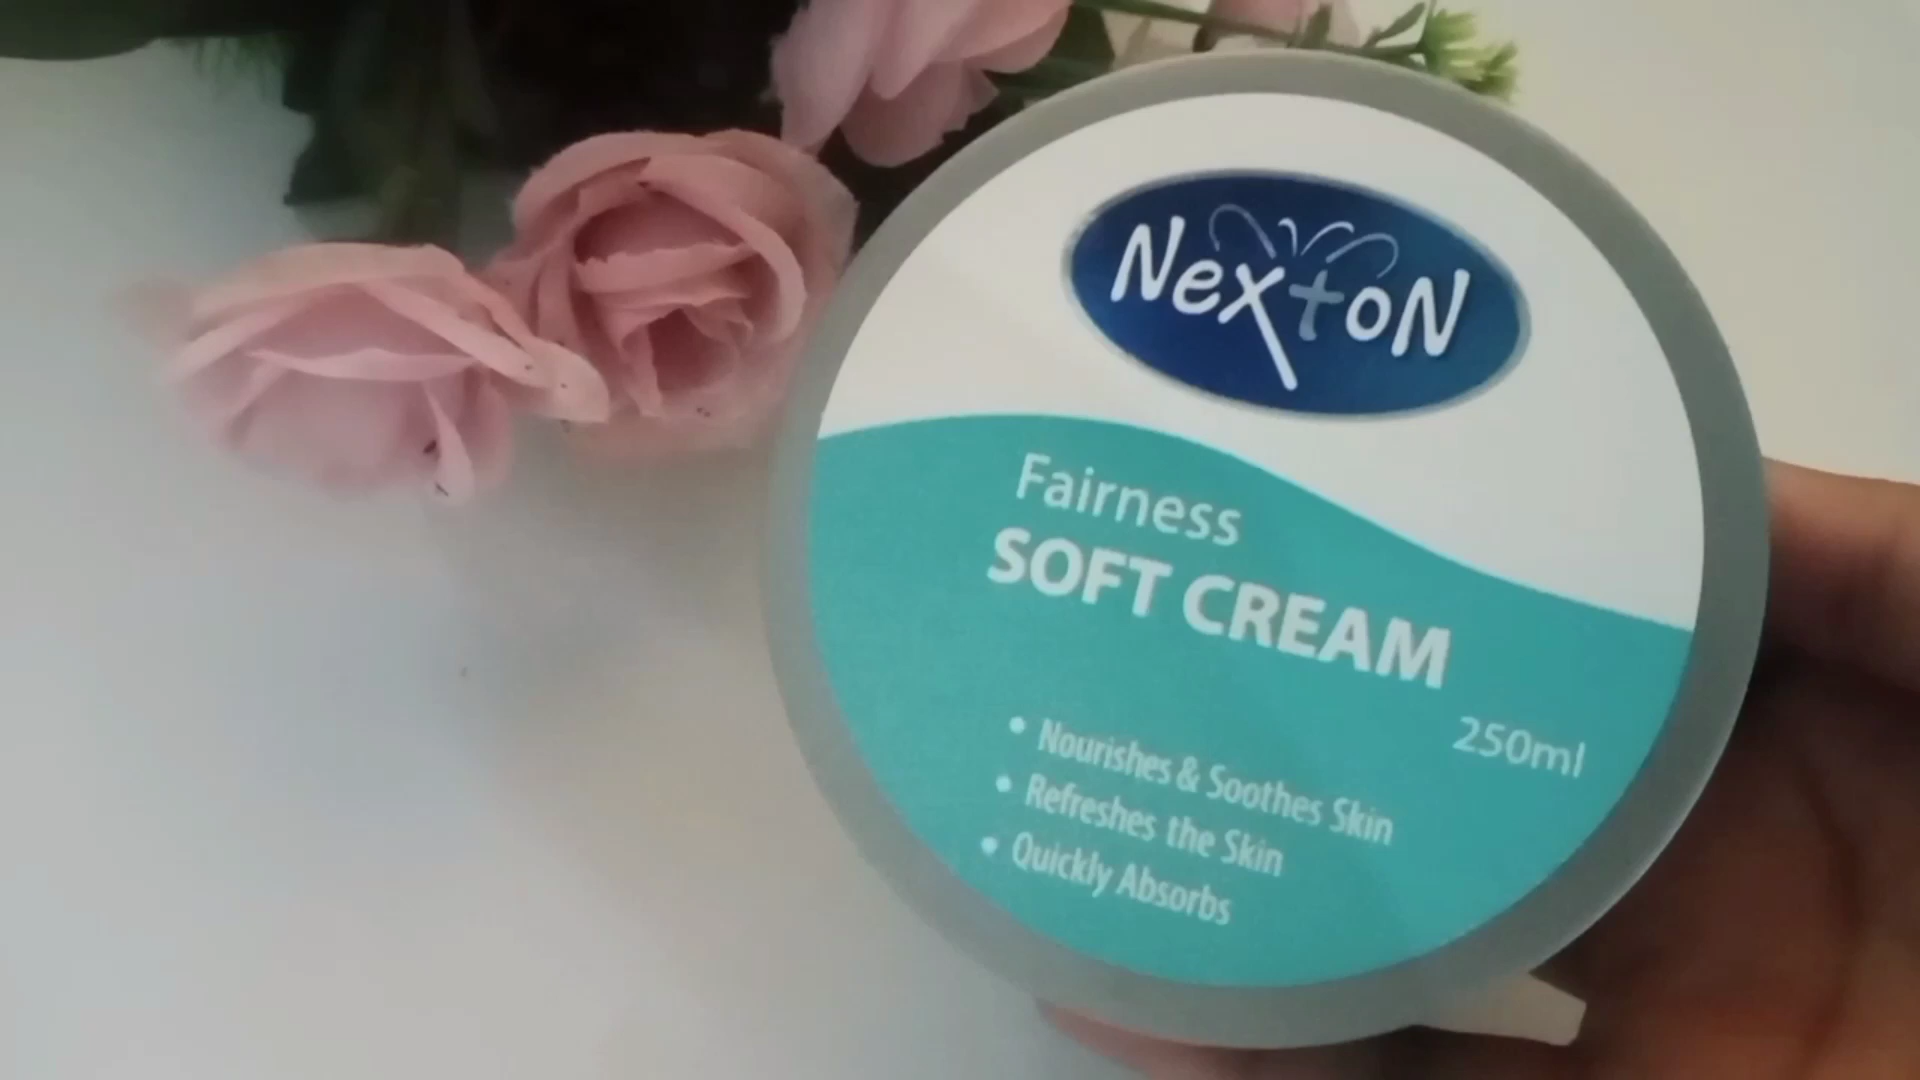 Nexton
Fairness
SOFT CREAM
250ml
• Nourishes & Soothes Skin
• Refreshes the Skin
• Quickly Absorbs